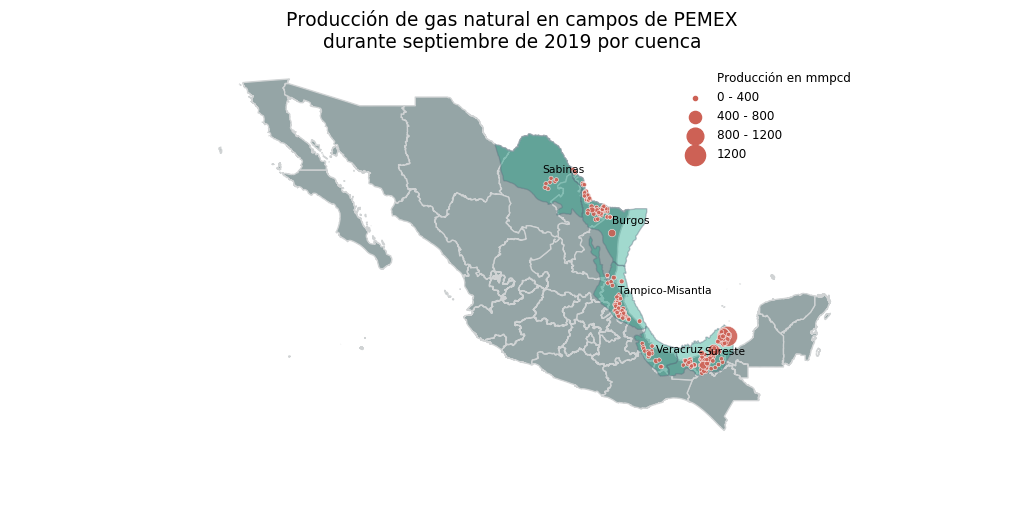 Producción de gas natural en campos de PEMEX
durante septiembre de 2019 por cuenca
Producción en mmpcd
0 - 400
400 - 800
800 - 1200
1200
Sabinas
Burgos
Tampico-Misantla
Veracruz
Sureste